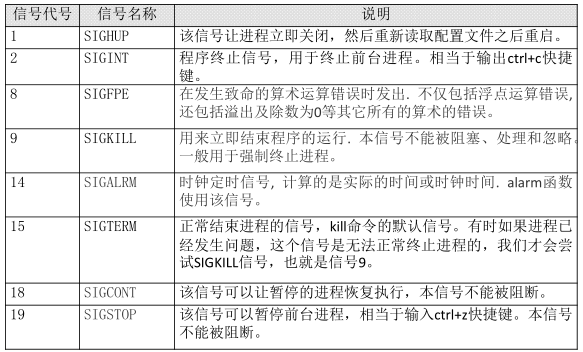 信号代号 信号名称 说明
1 SIGHUP 该信号让进程立即关闭，然后重新读取配置文件之后重启。
2 SIGINT 程序终止信号，用于终止前台进程。相当于输出ctrl+c快捷
键。
8 SIGFPE 在发生致命的算术运算错误时发出. 不仅包括浮点运算错误,
还包括溢出及除数为0等其它所有的算术的错误。
9 SIGKILL 用来立即结束程序的运行. 本信号不能被阻塞、处理和忽略。
一般用于强制终止进程。
14 SIGALRM 时钟定时信号, 计算的是实际的时间或时钟时间. alarm函数
使用该信号。
15 SIGTERM 正常结束进程的信号，kill命令的默认信号。有时如果进程已
经发生问题，这个信号是无法正常终止进程的，我们才会尝
试SIGKILL信号，也就是信号9。
18 SIGCONT 该信号可以让暂停的进程恢复执行，本信号不能被阻断。
19 SIGSTOP 该信号可以暂停前台进程，相当于输入ctrl+z快捷键。本信号
不能被阻断。